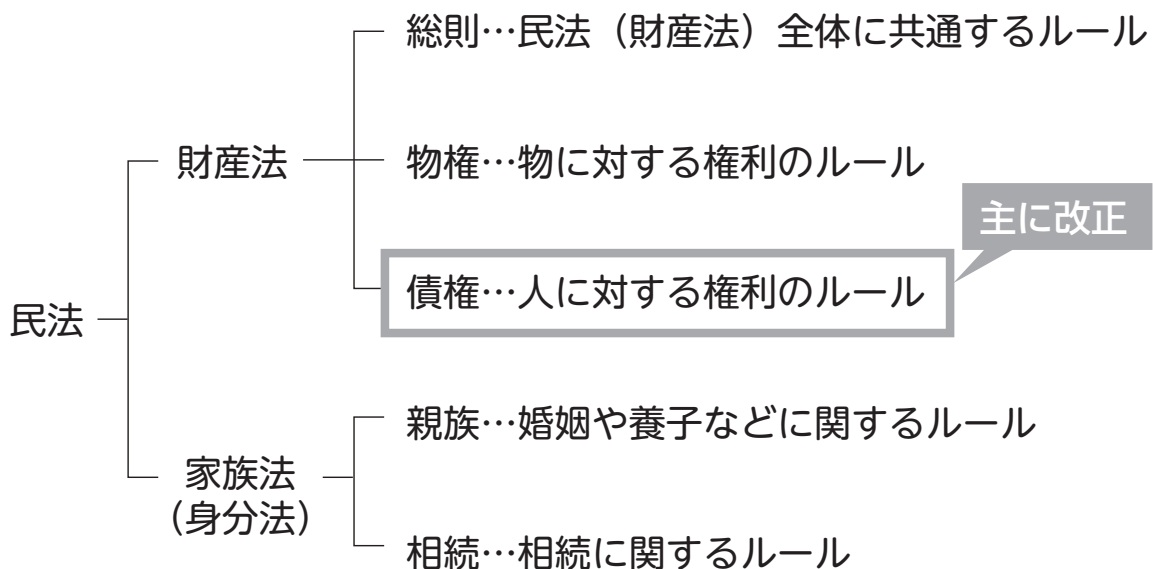 総則…民法（財産法）全体に共通するルール
財産法
物権…物に対する権利のルール
主に改正
債権…人に対する権利のルール
民法
親族…婚姻や養子などに関するルール
家族法
（身分法）
相続…相続に関するルール